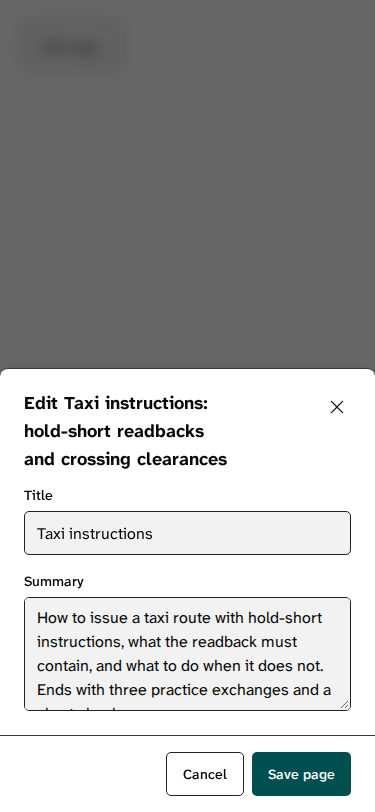 Edit Taxi instructions:
hold-short readbacks
and crossing clearances
Title
Taxi instructions
Summary
How to issue a taxi route with hold-short
instructions, what the readback must
contain, and what to do when it does not.
Ends with three practice exchanges and a
Cancel
Save page